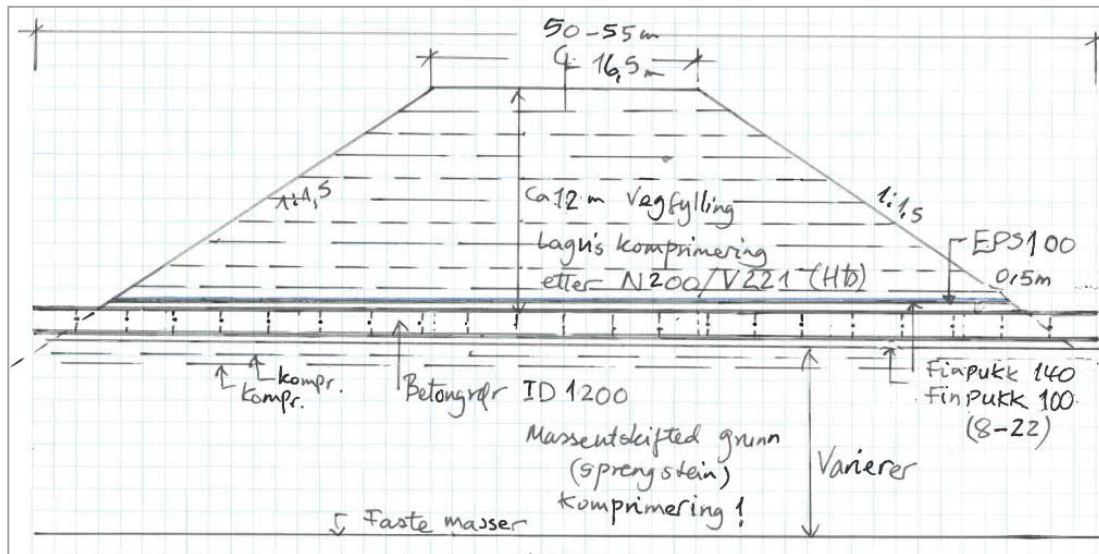 50-55m
℄ 16,5m
1:1,5
1:1,5
Ca 12 m Vegfylling
Lagvis komprimering
etter N200/V221 (Hb)
EPS100
0,5m
kompr.
kompr.
Betongrør ID 1200
Finpukk 140
Finpukk 100
(8-22)
Masseutskifted grunn
(sprengstein)
Komprimering !
Varierer
Faste masser